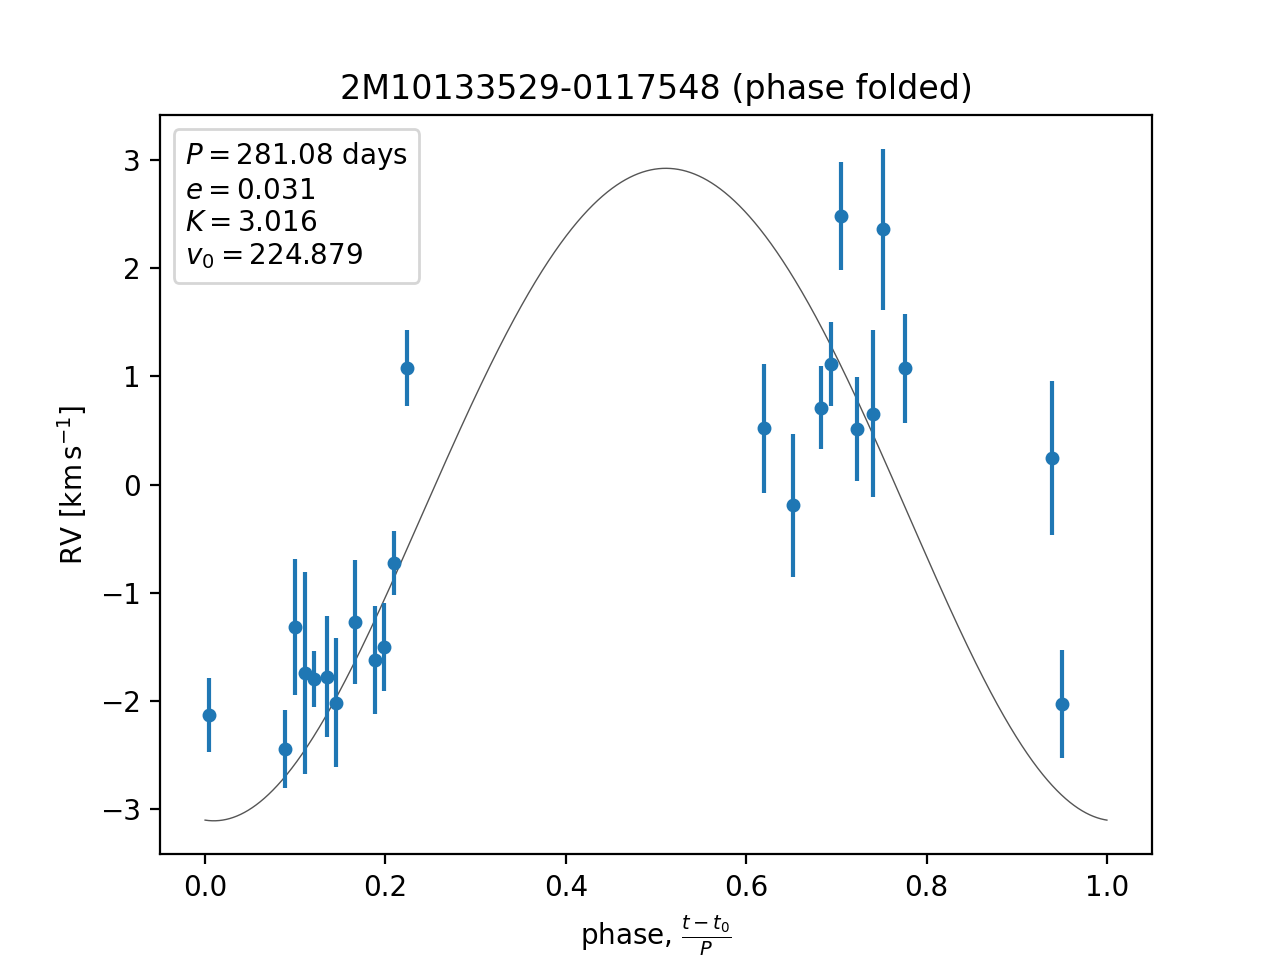 2M10133529-0117548 (phase folded)
P = 281.08 days
e = 0.031
K = 3.016
v₀ = 224.879
RV [km s⁻¹]
3
2
1
0
−1
−2
−3
0.0 0.2 0.4 0.6 0.8 1.0
phase, (t − t₀)/P